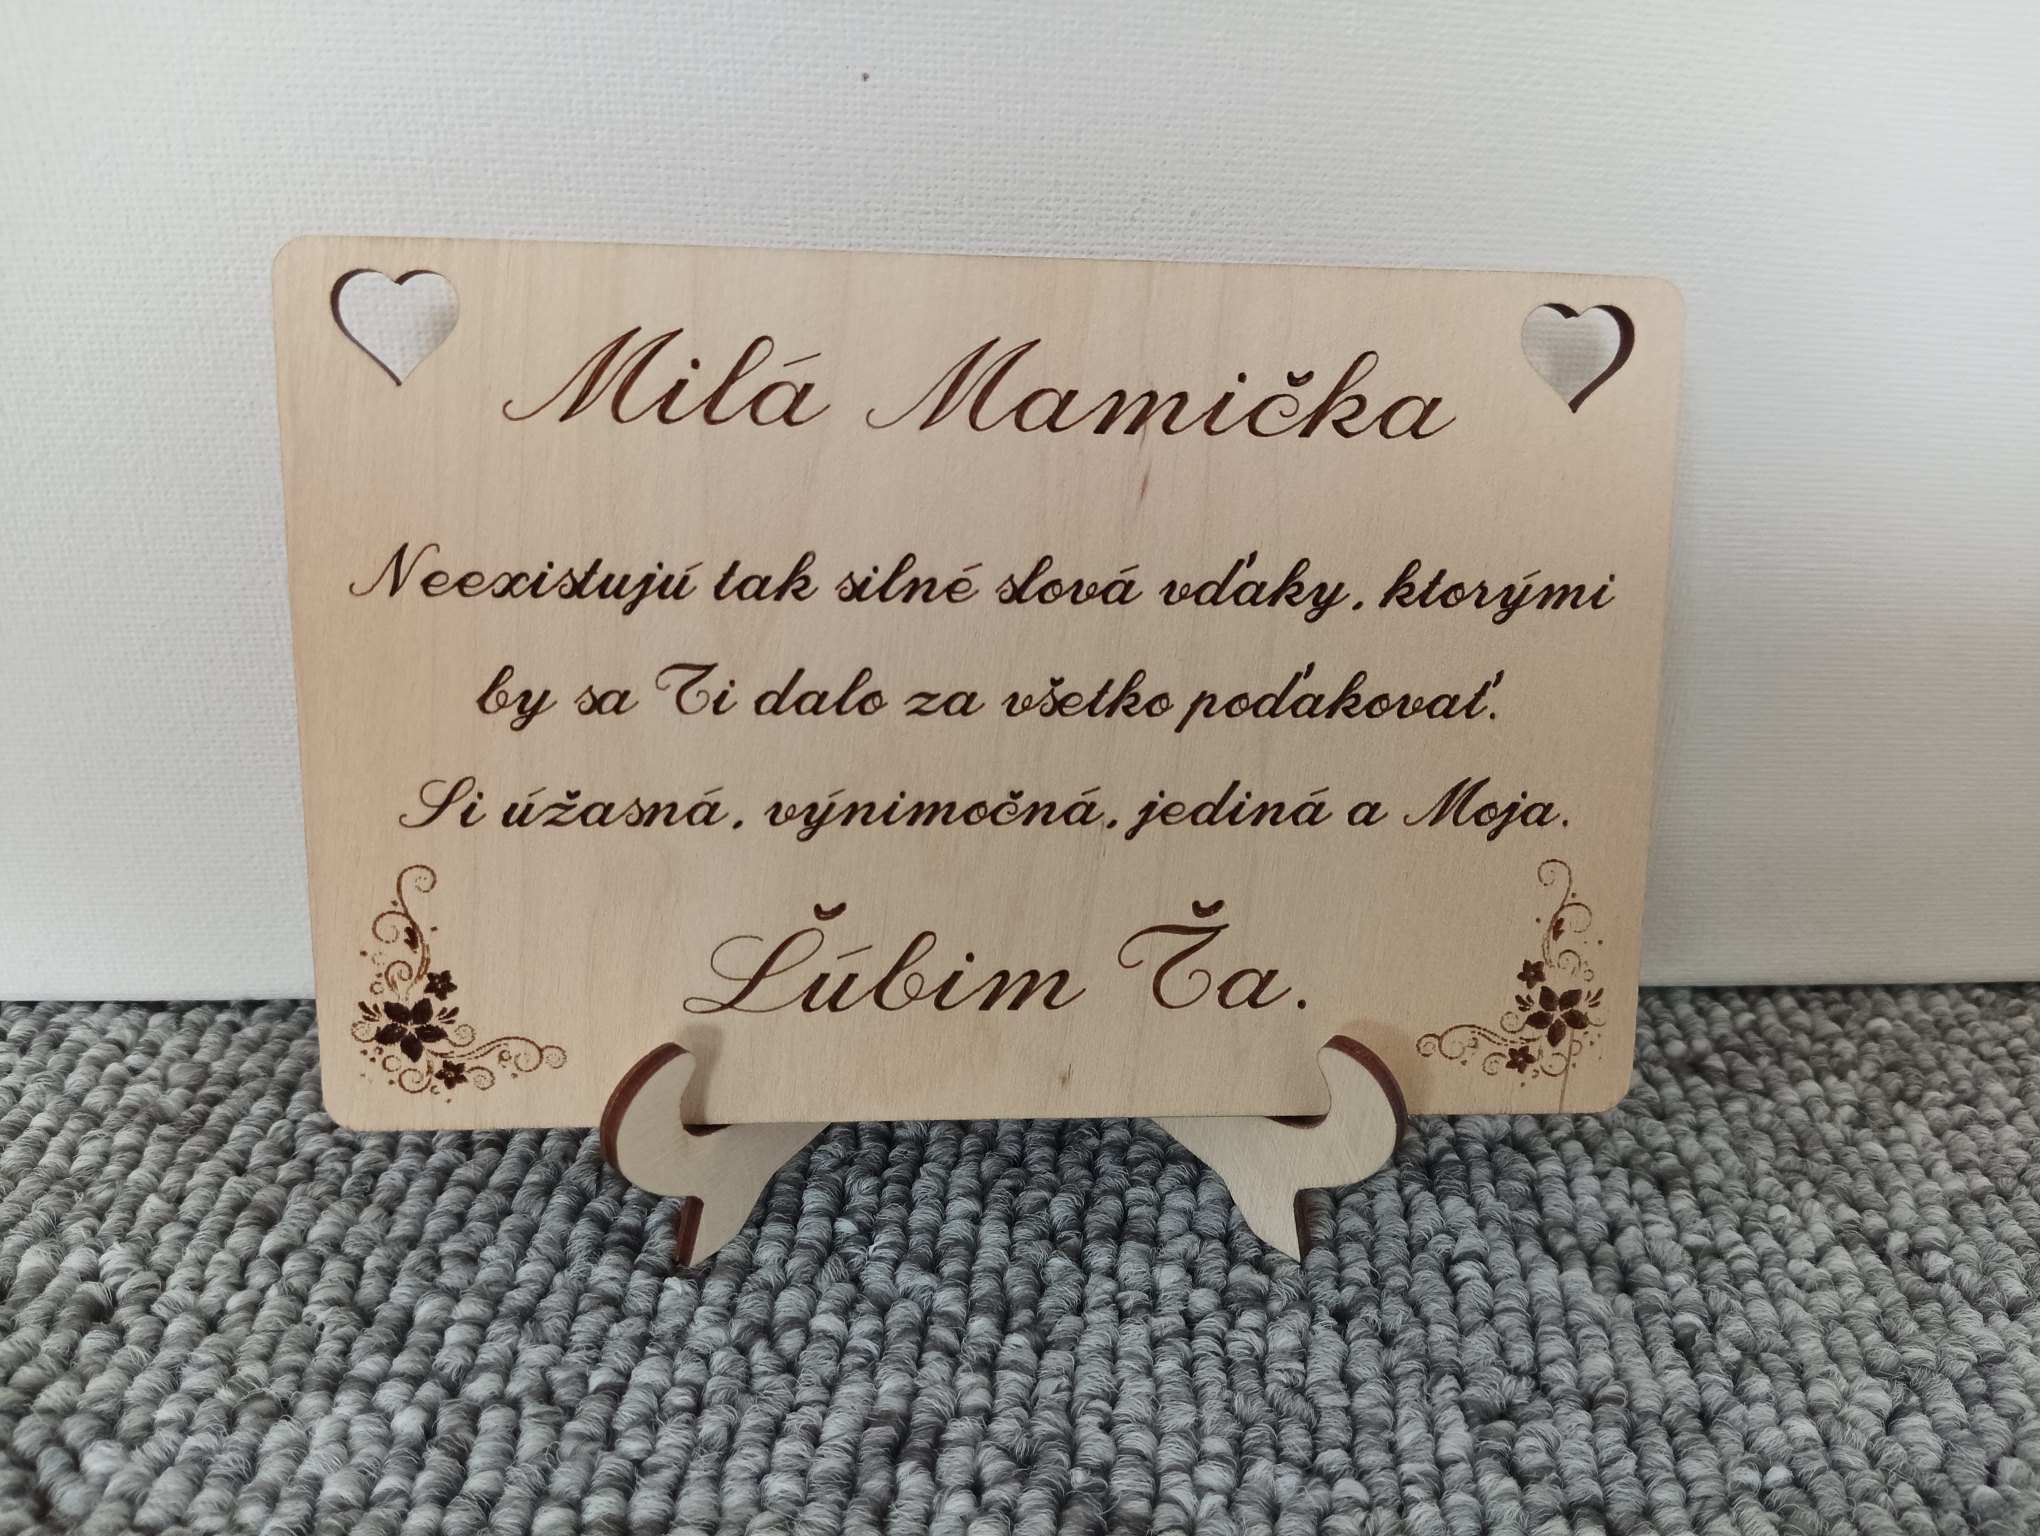 Milá Mamička
Neexistujú tak silné slová vďaky, ktorými
by sa Ti dalo za všetko poďakovať.
Si úžasná, výnimočná, jediná a Moja.
Ľúbim Ťa.